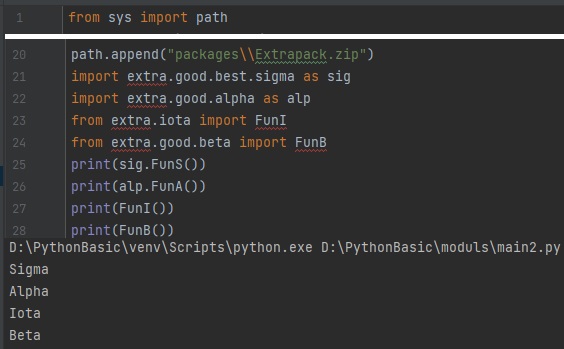 1 from sys import path
20 path.append("packages\\Extrapack.zip")
21 import extra.good.best.sigma as sig
22 import extra.good.alpha as alp
23 from extra.iota import FunI
24 from extra.good.beta import FunB
25 print(sig.FunS())
26 print(alp.FunA())
27 print(FunI())
28 print(FunB())
D:\PythonBasic\venv\Scripts\python.exe D:\PythonBasic\moduls\main2.py
Sigma
Alpha
Iota
Beta